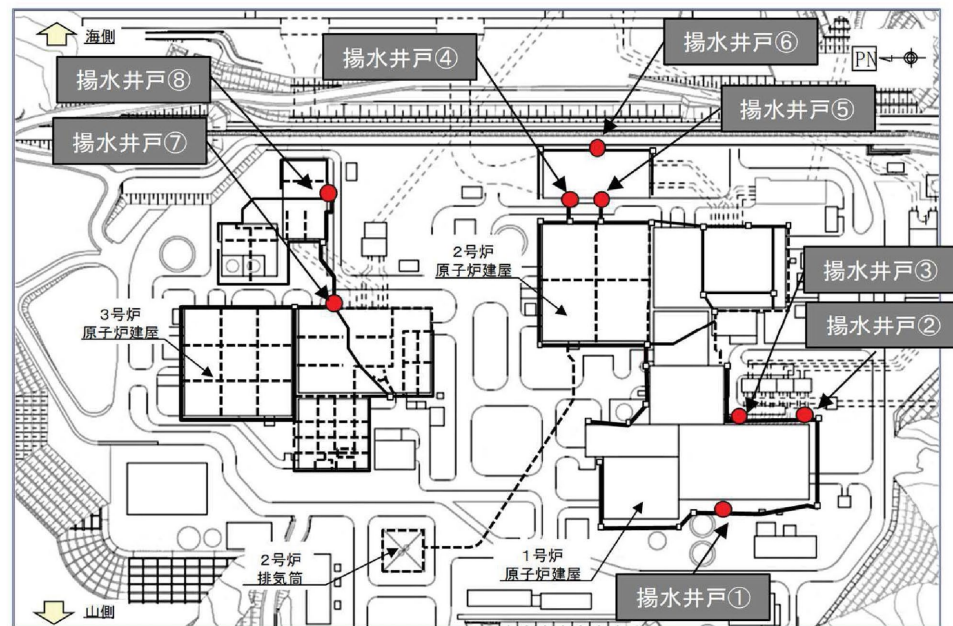 海側
揚水井戸⑧
揚水井戸④
揚水井戸⑥
PN
揚水井戸⑦
揚水井戸⑤
2号炉
原子炉建屋
揚水井戸③
3号炉
原子炉建屋
揚水井戸②
2号炉
排気筒
1号炉
原子炉建屋
揚水井戸①
山側